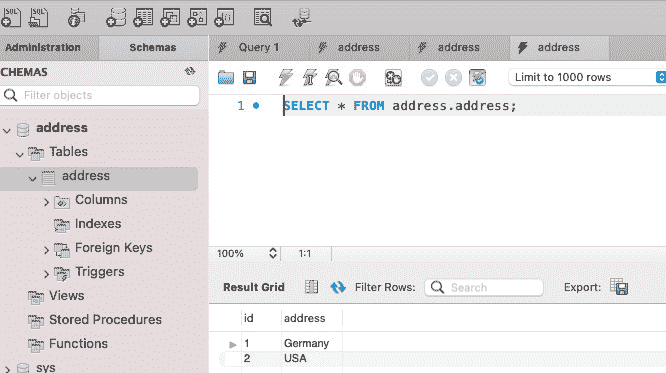 SQL
SQL
Administration Schemas Query 1 address address address
CHEMAS
Filter objects
Limit to 1000 rows
1 SELECT * FROM address.address;
address
Tables
address
Columns
Indexes
Foreign Keys
Triggers
Views
Stored Procedures
Functions
sys
100% 1:1
Result Grid Filter Rows: Search Export:
id address
1 Germany
2 USA